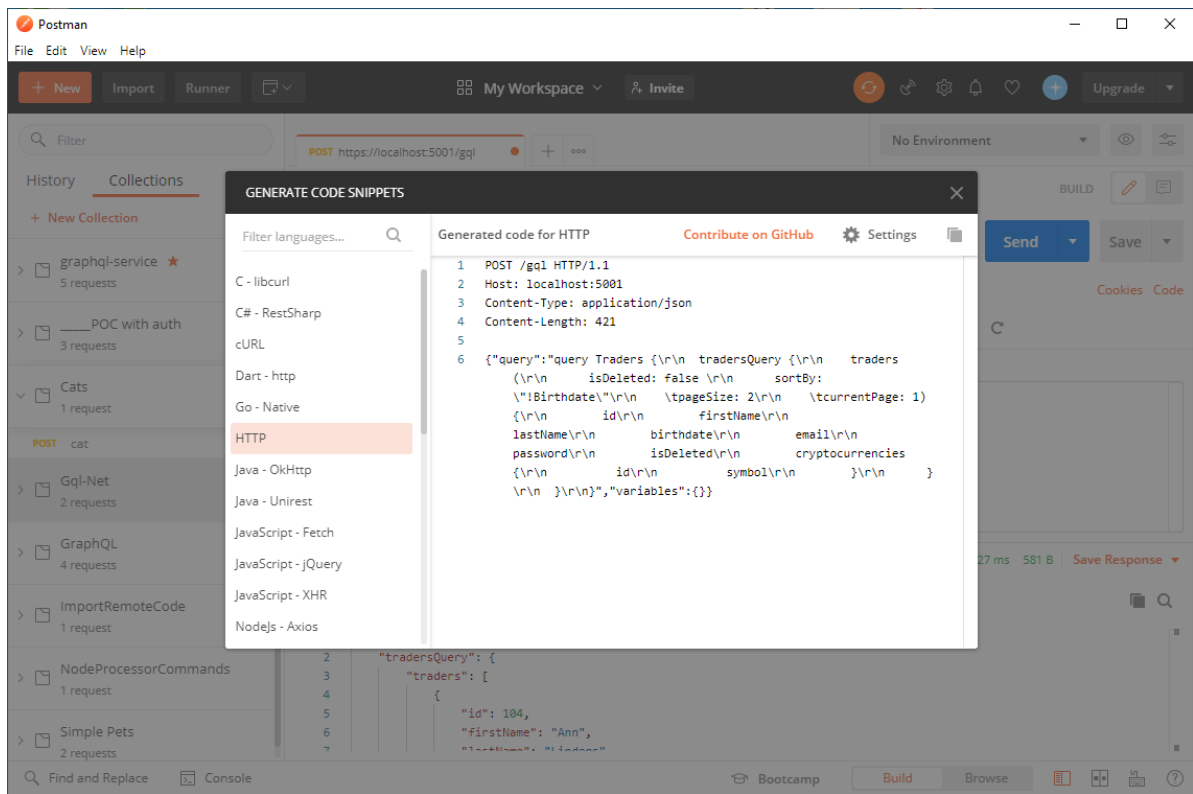 Postman
File Edit View Help
New Import Runner My Workspace Invite Upgrade
Filter
POST https://localhost:5001/gql
No Environment
History Collections
BUILD
+ New Collection
Send Save
Cookies Code
graphql-service
5 requests
_____POC with auth
3 requests
Cats
1 request
POST cat
Gql-Net
2 requests
GraphQL
4 requests
ImportRemoteCode
1 request
NodeProcessorCommands
1 request
Simple Pets
2 requests
GENERATE CODE SNIPPETS
Filter languages...
C - libcurl
C# - RestSharp
cURL
Dart - http
Go - Native
HTTP
Java - OkHttp
Java - Unirest
JavaScript - Fetch
JavaScript - jQuery
JavaScript - XHR
NodeJs - Axios
Generated code for HTTP Contribute on GitHub Settings
1 POST /gql HTTP/1.1
2 Host: localhost:5001
3 Content-Type: application/json
4 Content-Length: 421
5
6 {"query":"query Traders {\r\n  tradersQuery {\r\n    traders
(\r\n      isDeleted: false \r\n      sortBy:
\"!Birthdate\"\r\n    \tpageSize: 2\r\n    \tcurrentPage: 1)
{\r\n        id\r\n        firstName\r\n
lastName\r\n        birthdate\r\n        email\r\n
password\r\n        isDeleted\r\n        cryptocurrencies
{\r\n          id\r\n          symbol\r\n        }\r\n      }
\r\n  }\r\n}","variables":{}}
27 ms 581 B Save Response
2 "tradersQuery": {
3 "traders": [
4 {
5 "id": 104,
6 "firstName": "Ann",
7
Find and Replace Console Bootcamp Build Browse